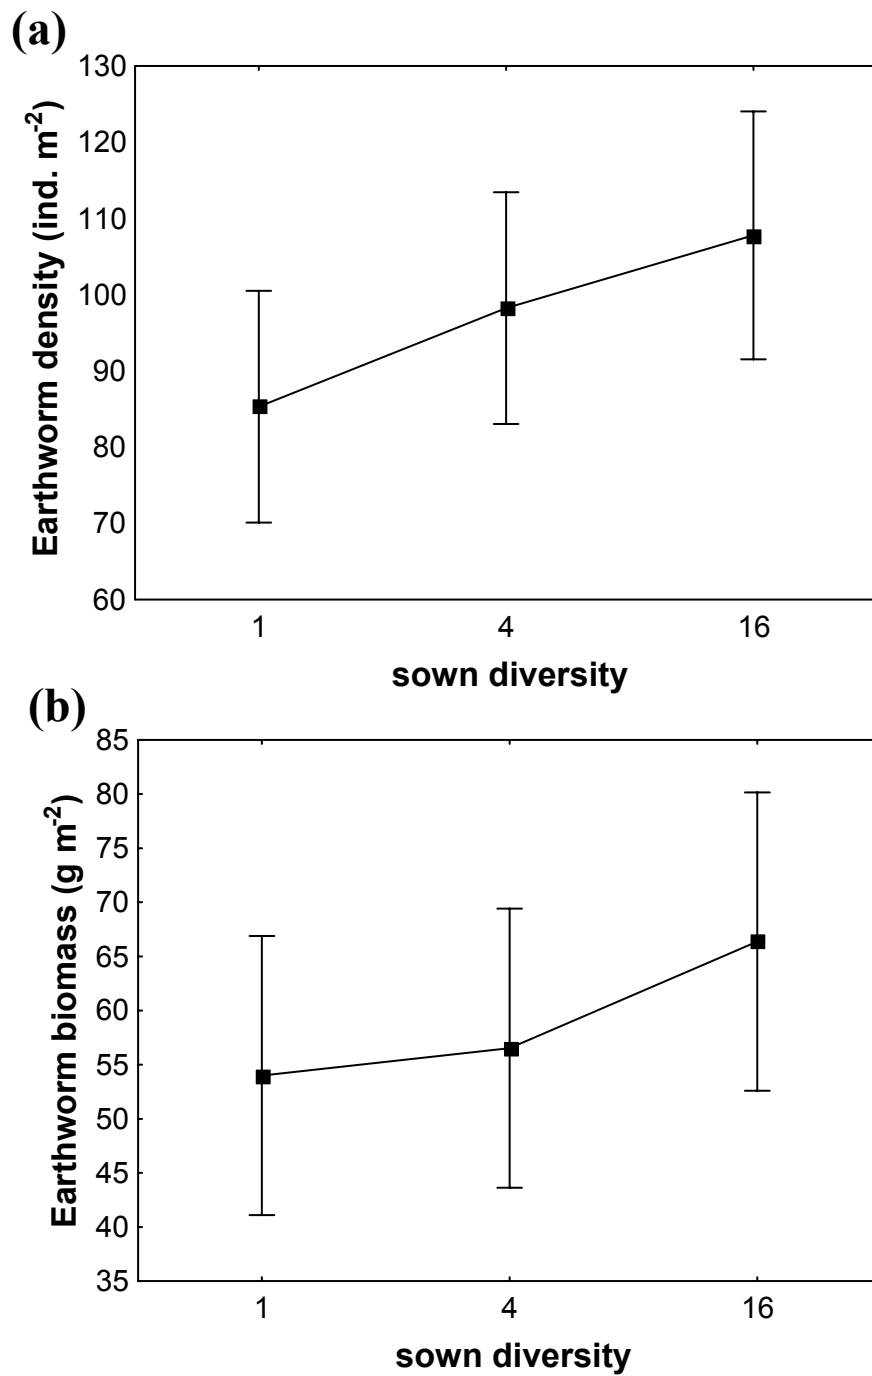 (a)
Earthworm density (ind. m⁻²)
130
120
110
100
90
80
70
60
1 4 16
sown diversity
(b)
Earthworm biomass (g m⁻²)
85
80
75
70
65
60
55
50
45
40
35
1 4 16
sown diversity